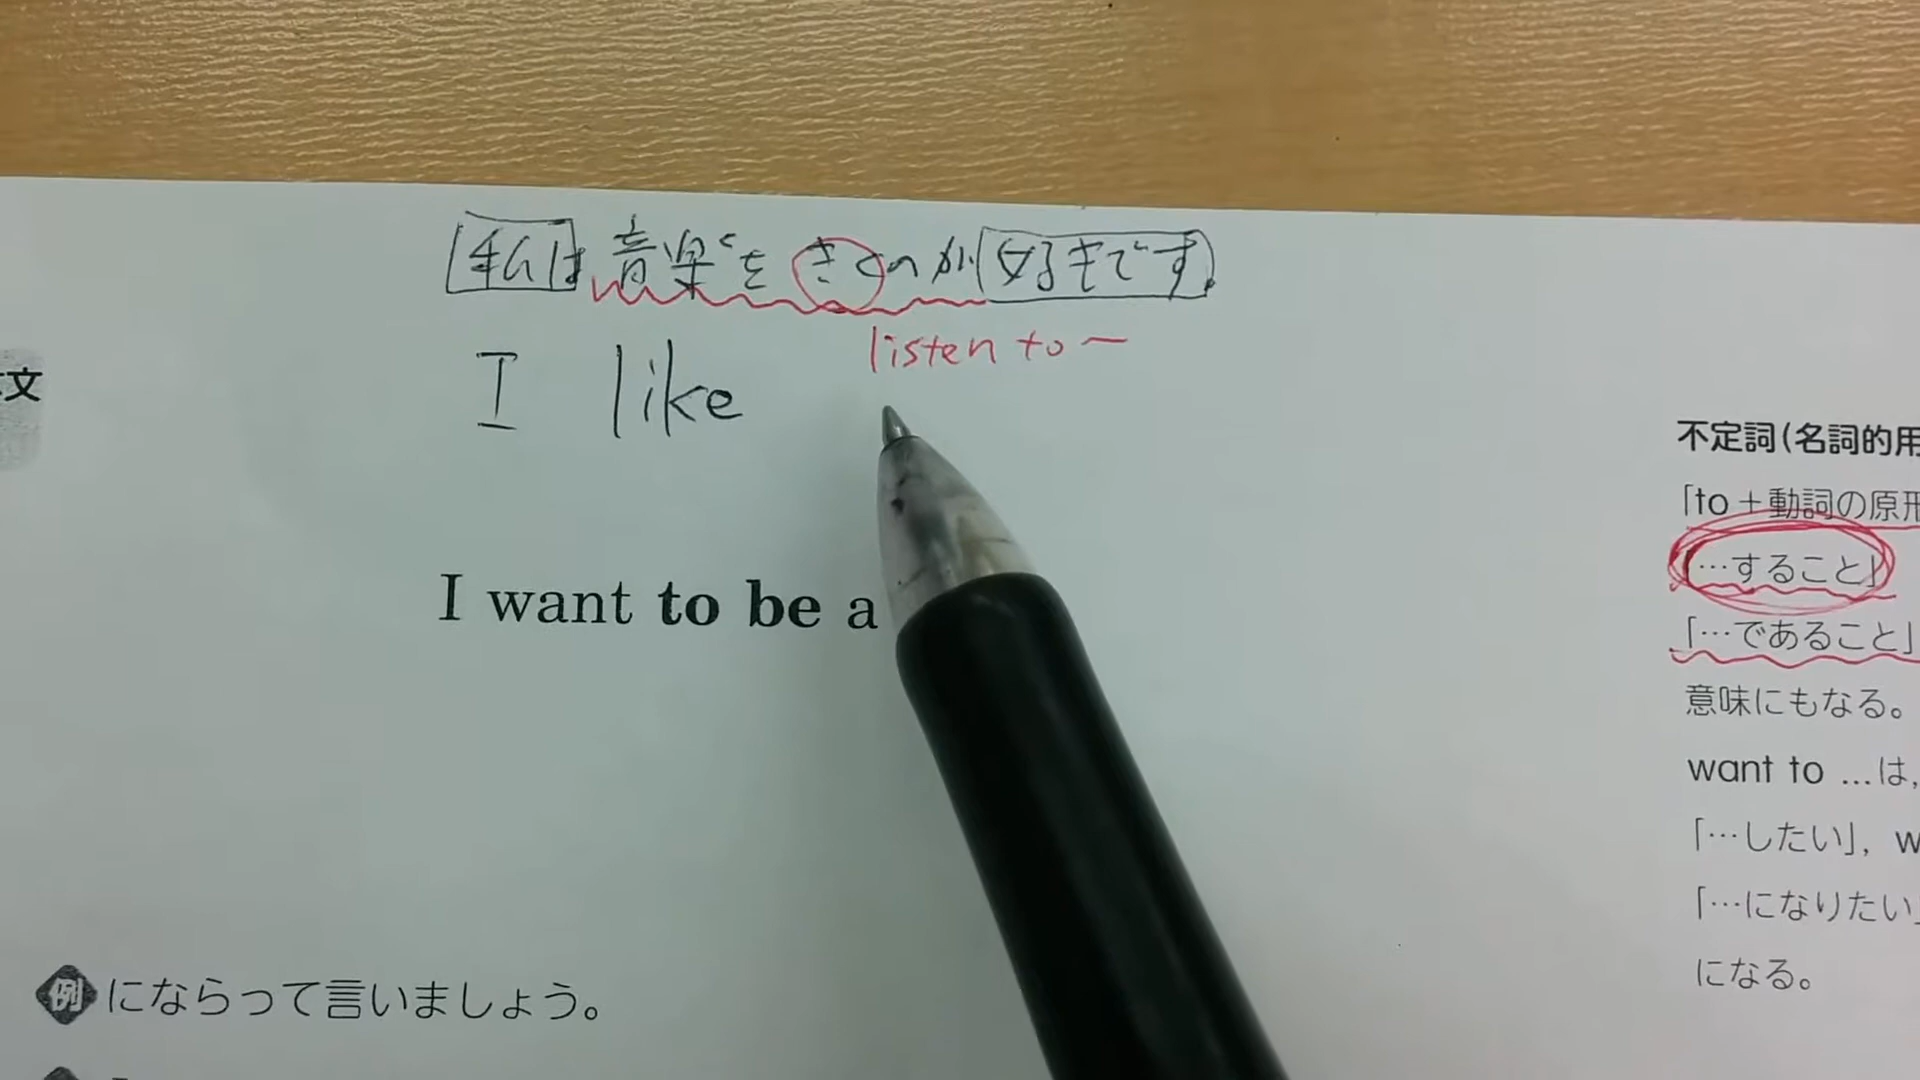 私は音楽をきくのが好きです。
listen to ～
I like
文
I want to be a
不定詞(名詞的用
「to＋動詞の原形
「…すること」
「…であること」
意味にもなる。
want to …は,
「…したい」, w
「…になりたい」
になる。
例 にならって言いましょう。